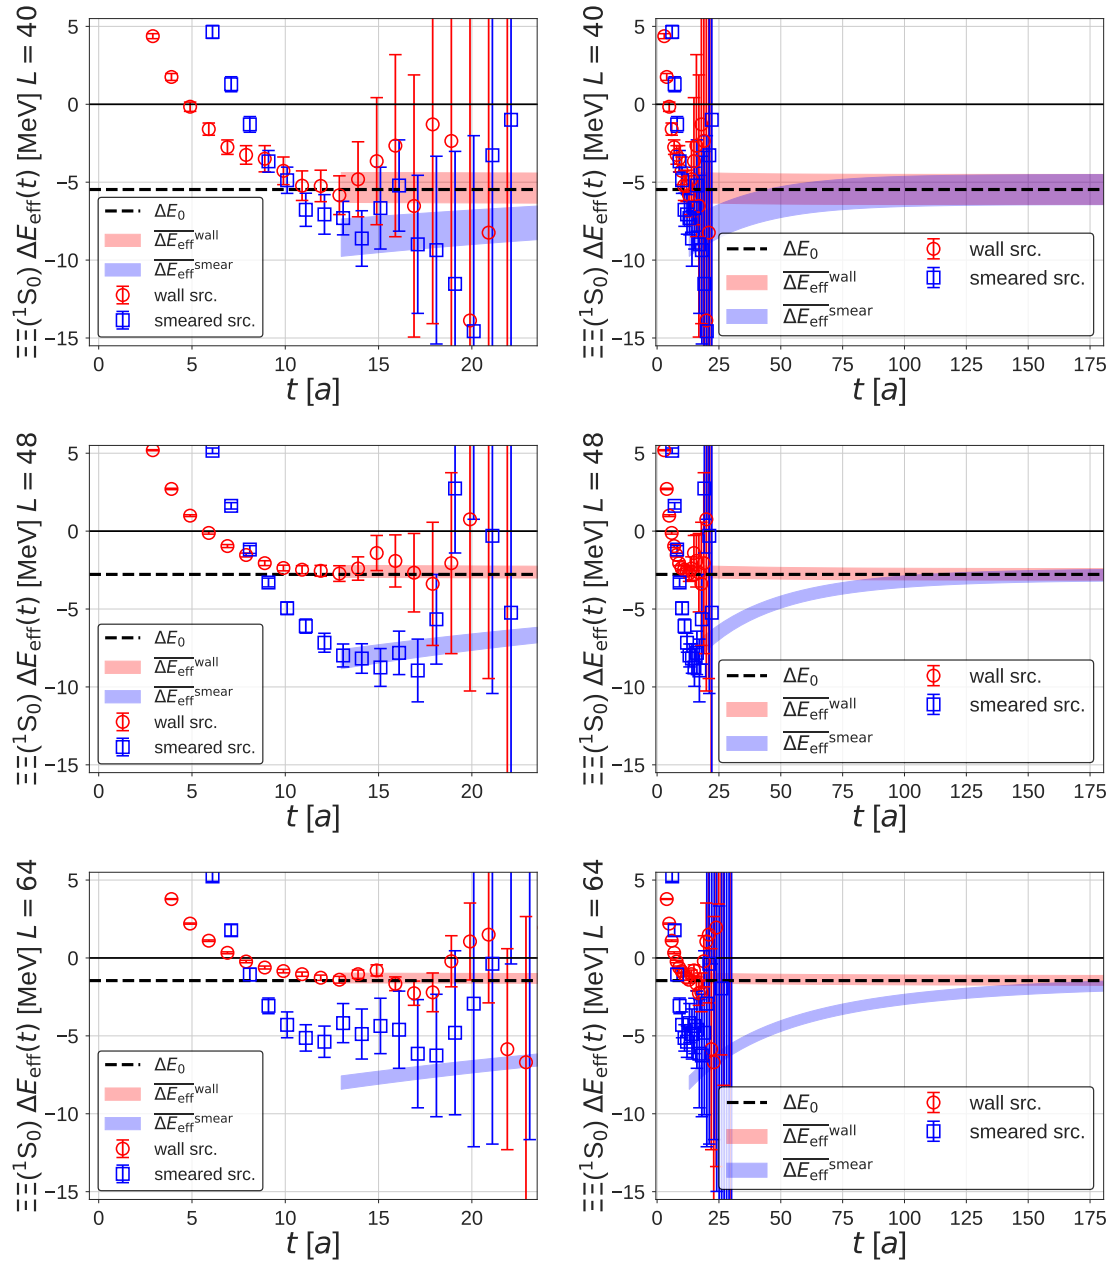 ΞΞ(¹S₀) ΔE_eff(t) [MeV] L = 40
5
0
−5
−10
−15
ΔE₀
ΔE_eff^wall
ΔE_eff^smear
wall src.
smeared src.
0 5 10 15 20
t [a]
ΞΞ(¹S₀) ΔE_eff(t) [MeV] L = 40
5
0
−5
−10
−15
ΔE₀
ΔE_eff^wall
ΔE_eff^smear
wall src.
smeared src.
0 25 50 75 100 125 150 175
t [a]
ΞΞ(¹S₀) ΔE_eff(t) [MeV] L = 48
5
0
−5
−10
−15
ΔE₀
ΔE_eff^wall
ΔE_eff^smear
wall src.
smeared src.
0 5 10 15 20
t [a]
ΞΞ(¹S₀) ΔE_eff(t) [MeV] L = 48
5
0
−5
−10
−15
ΔE₀
ΔE_eff^wall
ΔE_eff^smear
wall src.
smeared src.
0 25 50 75 100 125 150 175
t [a]
ΞΞ(¹S₀) ΔE_eff(t) [MeV] L = 64
5
0
−5
−10
−15
ΔE₀
ΔE_eff^wall
ΔE_eff^smear
wall src.
smeared src.
0 5 10 15 20
t [a]
ΞΞ(¹S₀) ΔE_eff(t) [MeV] L = 64
5
0
−5
−10
−15
ΔE₀
ΔE_eff^wall
ΔE_eff^smear
wall src.
smeared src.
0 25 50 75 100 125 150 175
t [a]